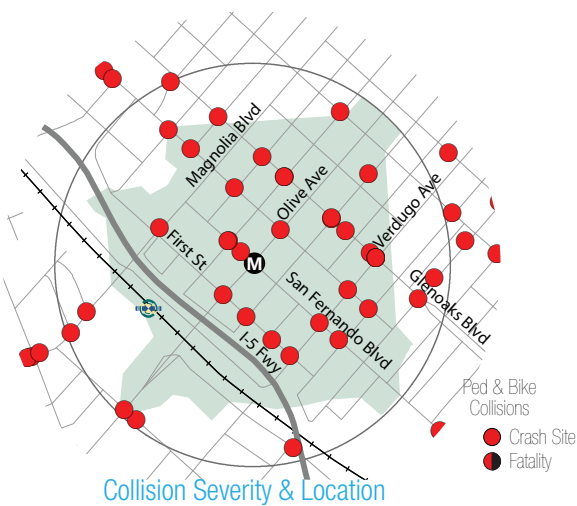 Magnolia Blvd
Olive Ave
Verdugo Ave
First St
M
San Fernando Blvd
Glenoaks Blvd
I-5 Fwy
Ped & Bike
Collisions
Crash Site
Fatality
Collision Severity & Location